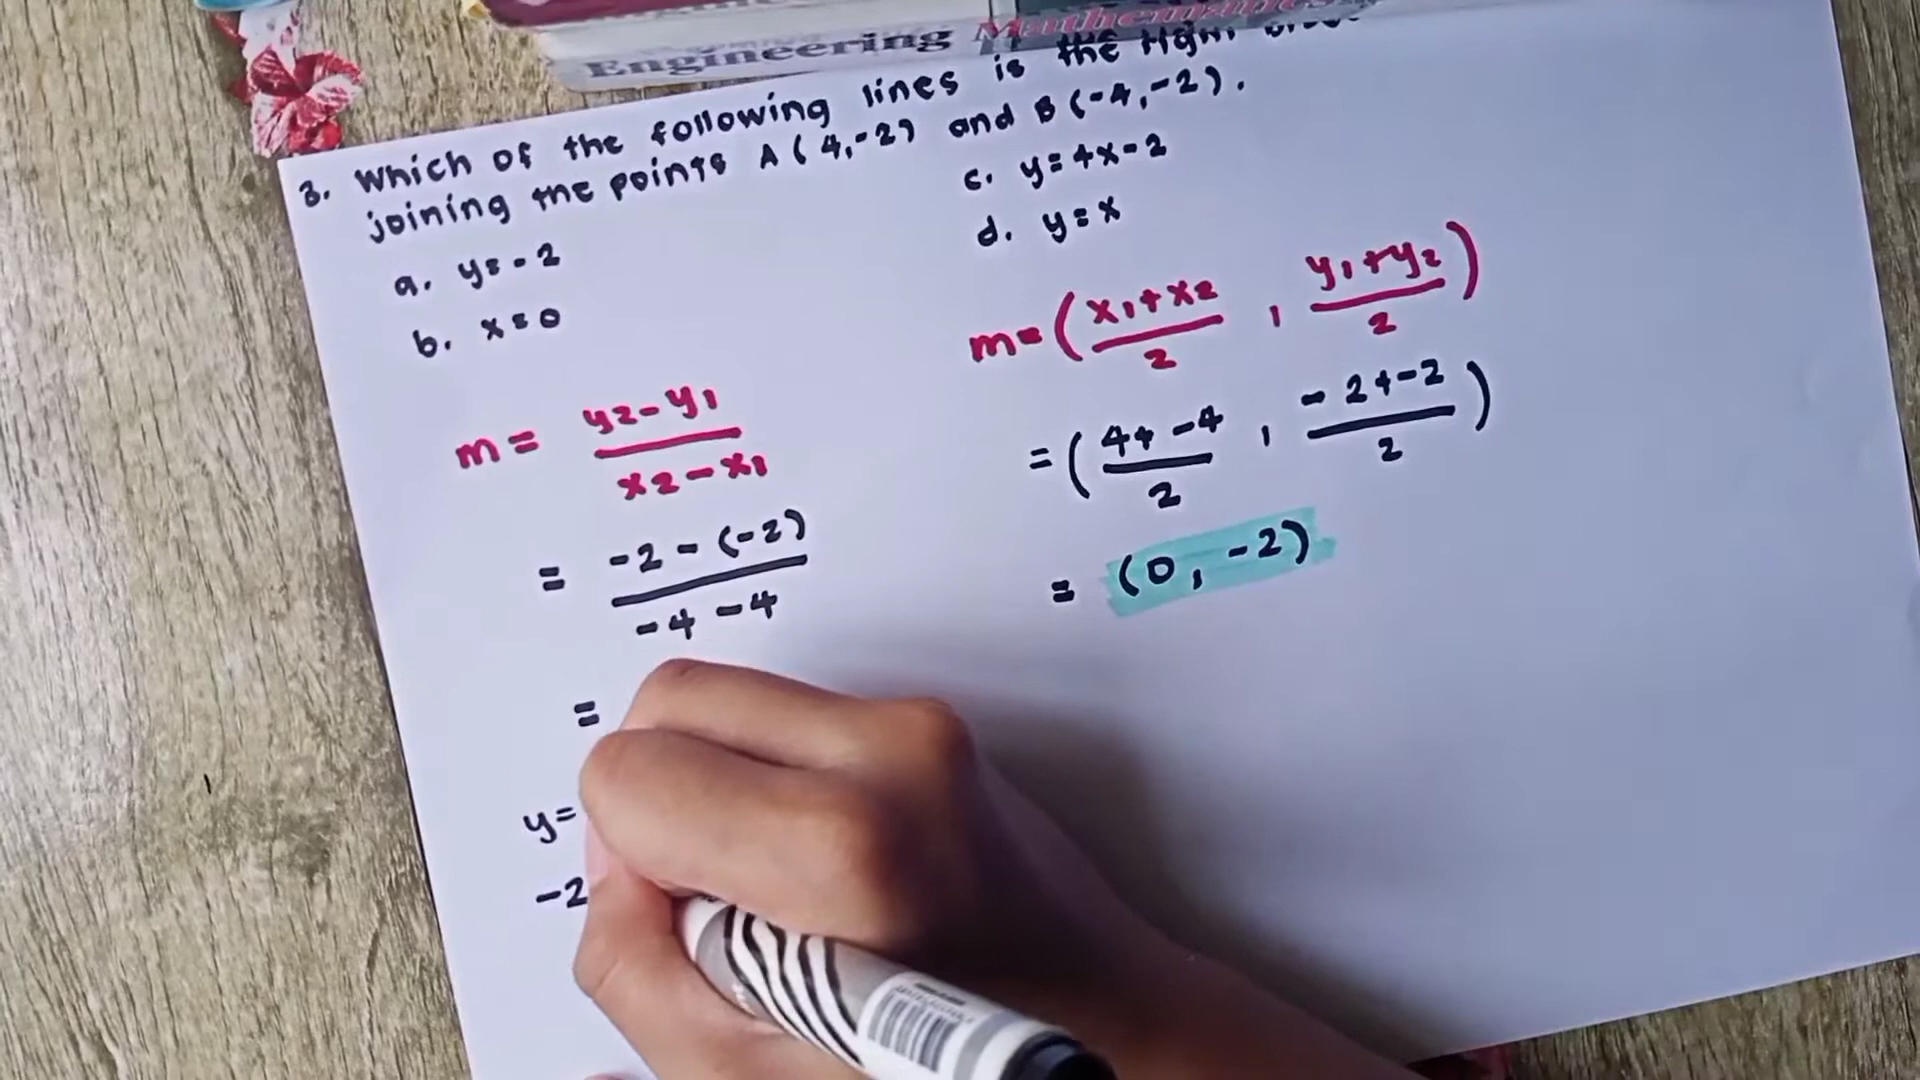 Engineering Mathematics
3. Which of the following lines is the right
joining the points A(4,-2) and B(-4,-2).
a. y=-2
b. x=0
c. y=4x-2
d. y=x
m= y2-y1
x2-x1
= -2-(-2)
-4-4
=
y=
-2
m=(x1+x2 , y1+y2)
2 2
=(4+-4 , -2+-2)
2 2
= (0,-2)